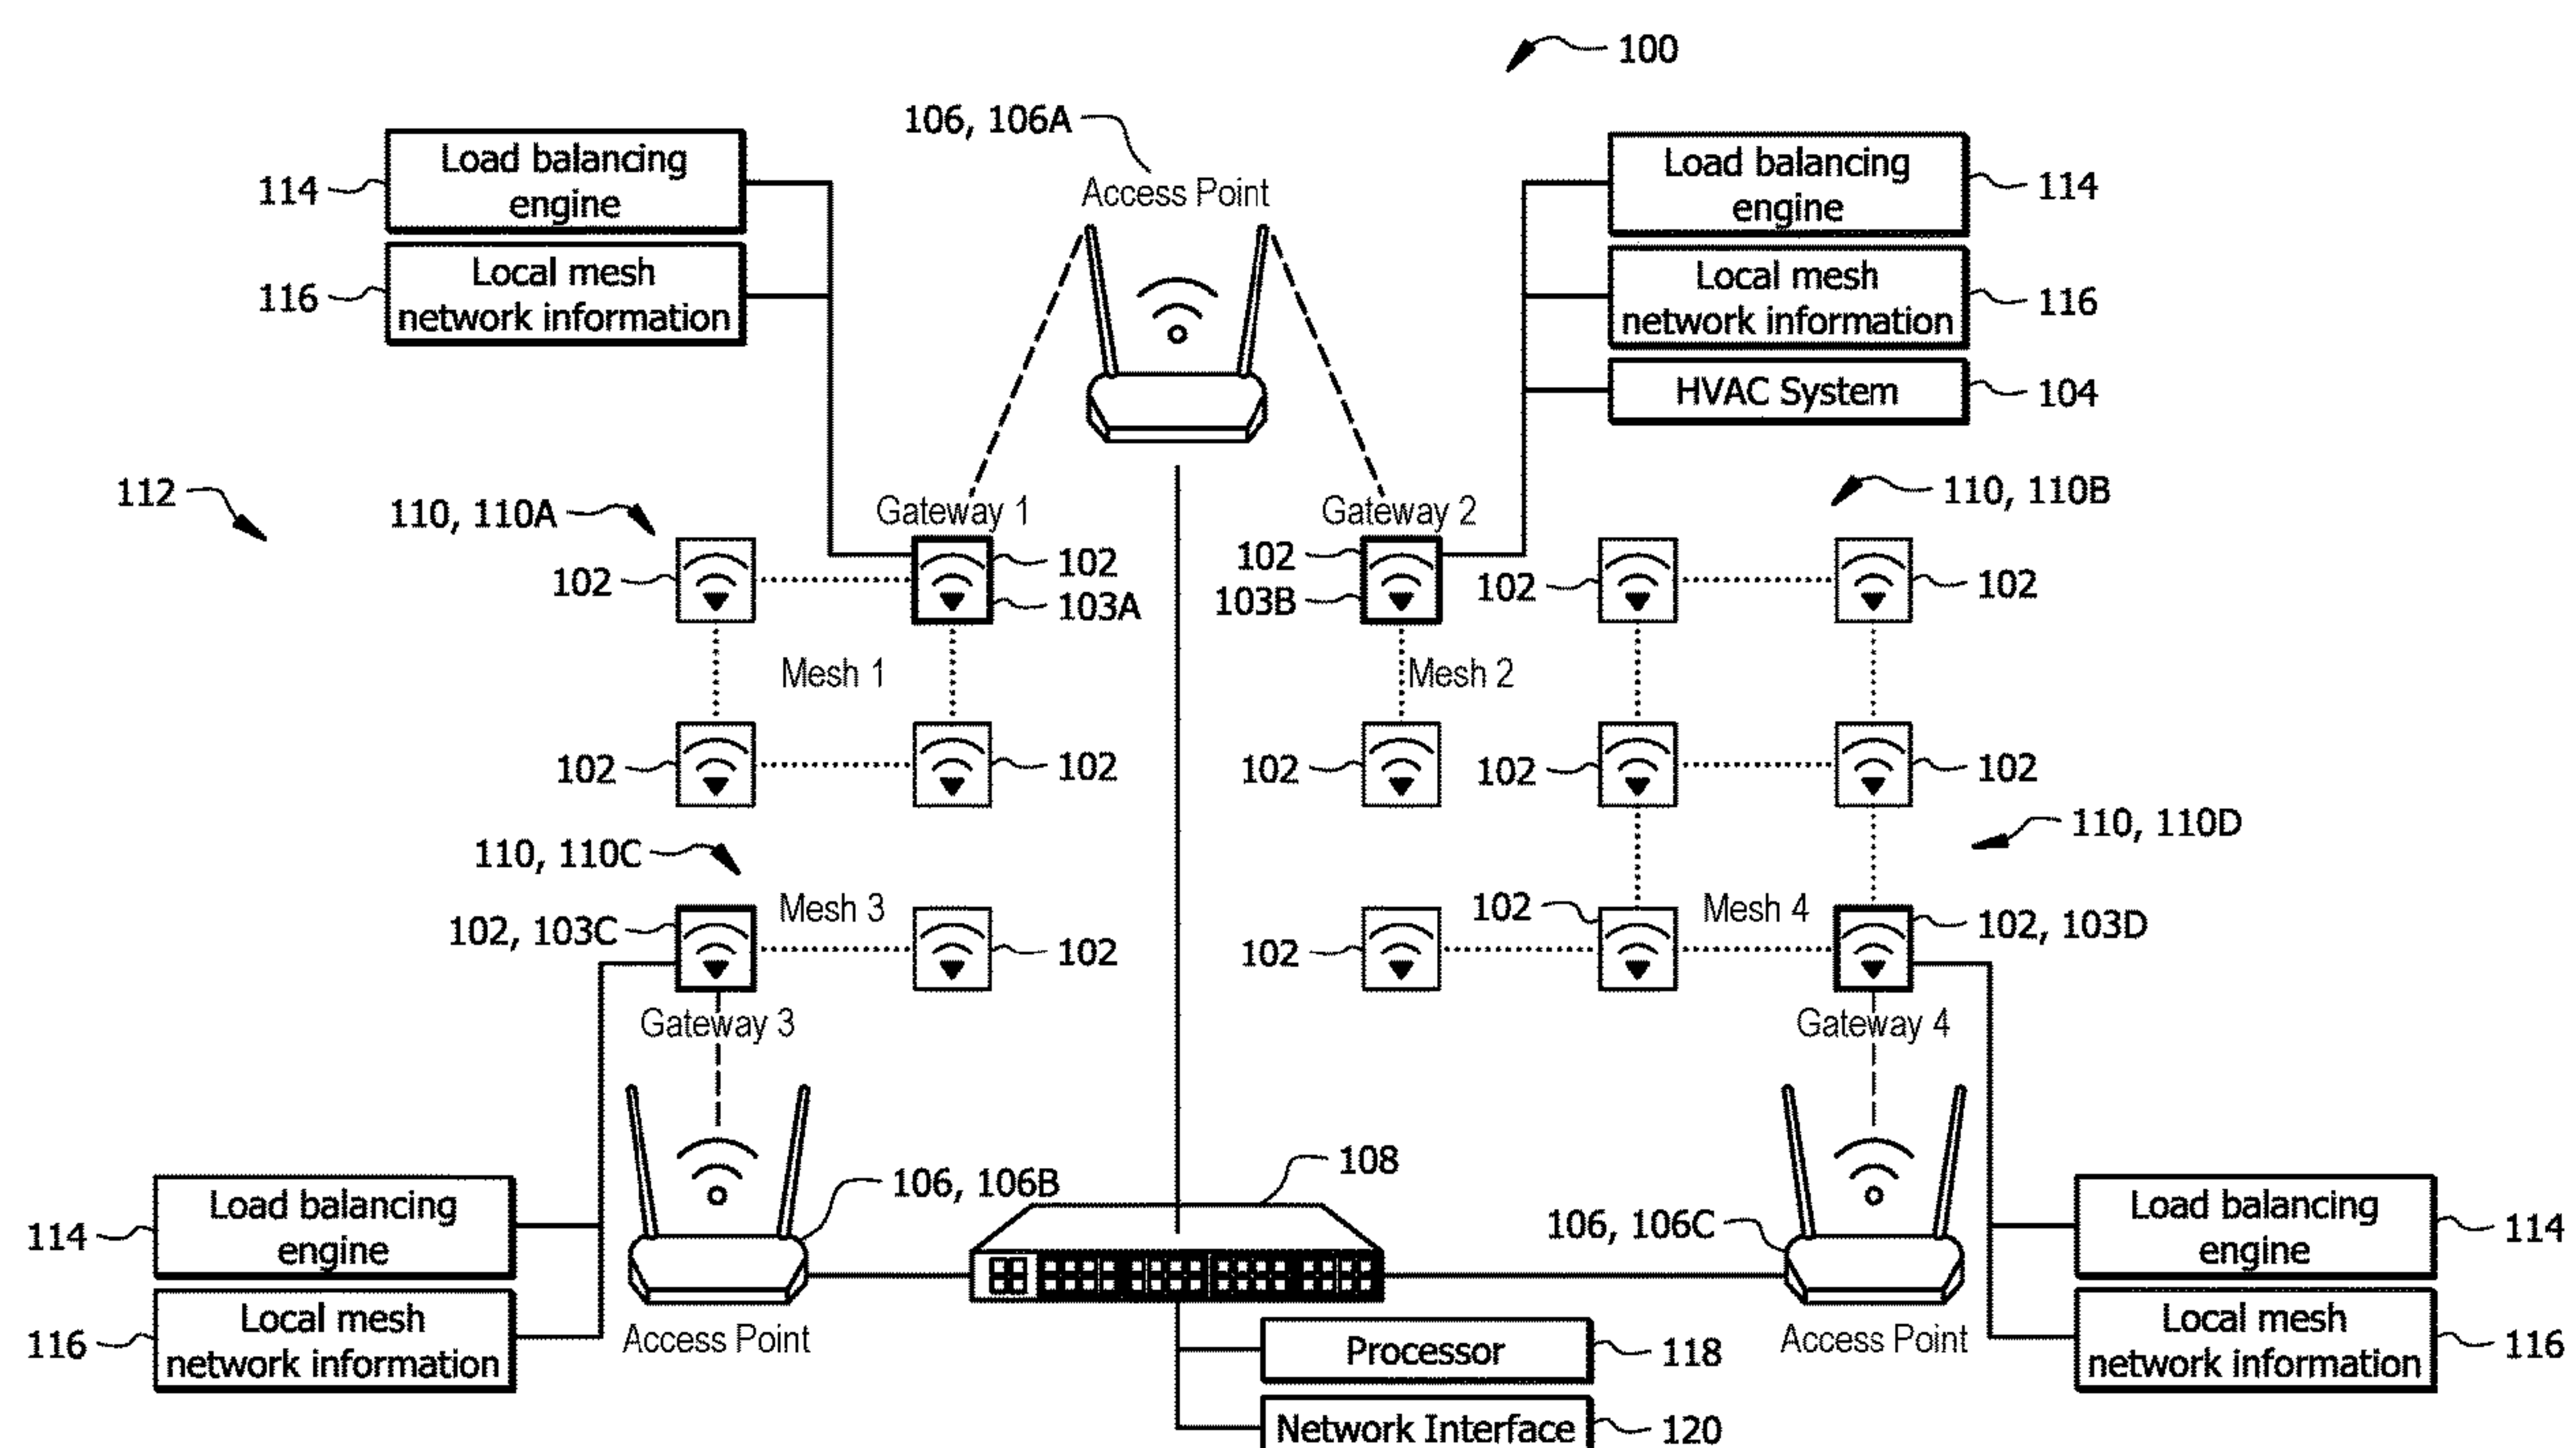 100
106, 106A
Access Point
Load balancing
engine
114
Local mesh
network information
116
Load balancing
engine
114
Local mesh
network information
116
HVAC System
104
112
110, 110A
Gateway 1
Gateway 2
110, 110B
102
102
103A
102
103B
102
102
Mesh 1
Mesh 2
102
102
102
102
102
110, 110C
110, 110D
Mesh 3
102, 103C
102
102
102
Mesh 4
102, 103D
Gateway 3
Gateway 4
108
106, 106B
106, 106C
Load balancing
engine
114
Local mesh
network information
116
Access Point
Access Point
Load balancing
engine
114
Local mesh
network information
116
Processor
118
Network Interface
120